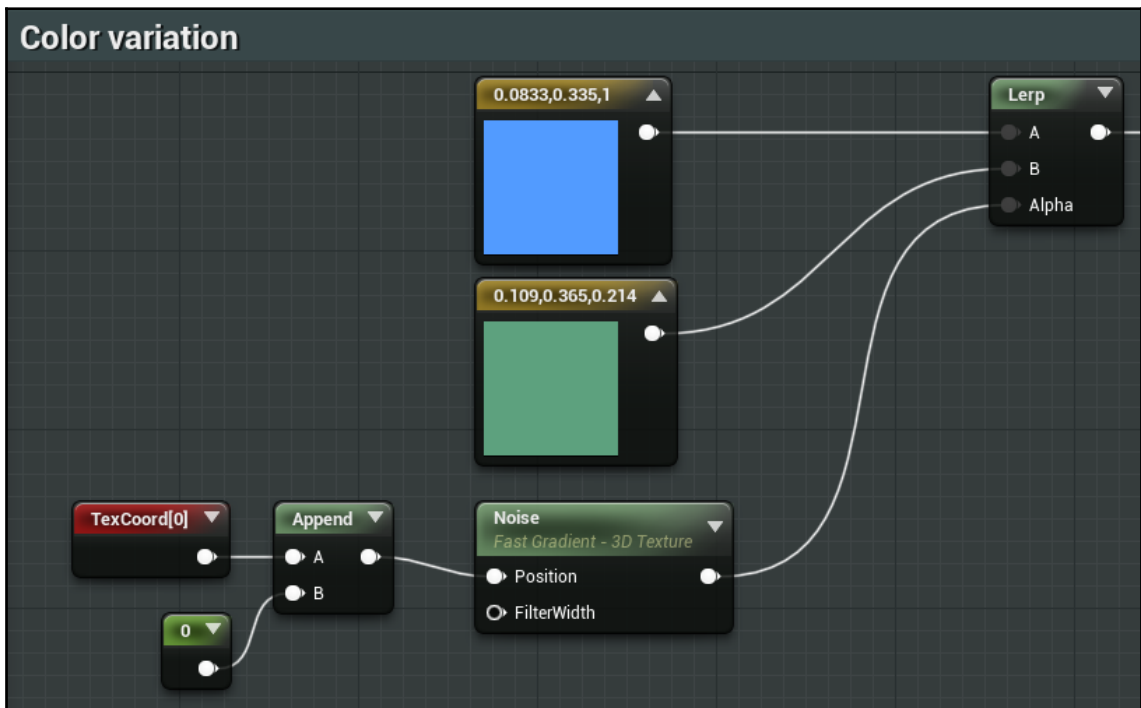 Color variation
0.0833,0.335,1
Lerp
A
B
Alpha
0.109,0.365,0.214
TexCoord[0]
Append
A
B
0
Noise
Fast Gradient - 3D Texture
Position
FilterWidth